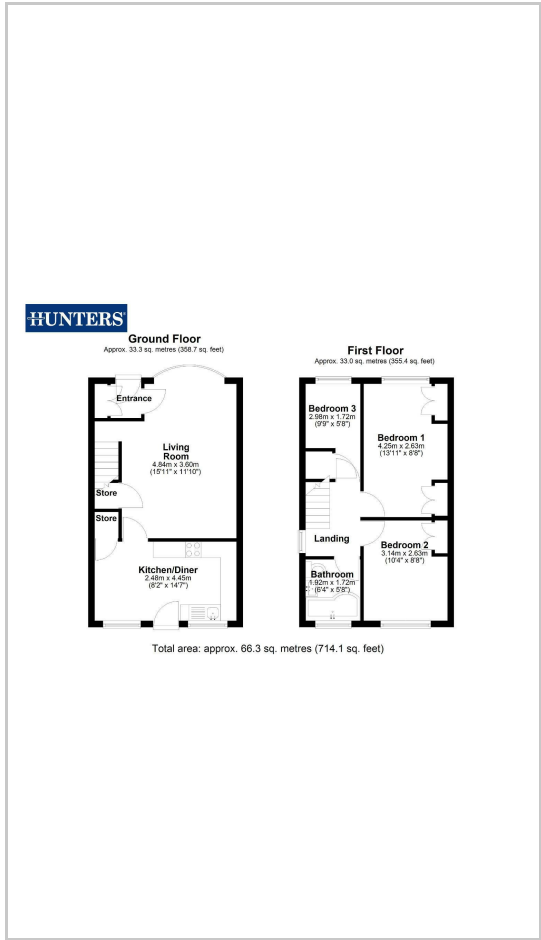 HUNTERS
Ground Floor
Approx. 33.3 sq. metres (358.7 sq. feet)
Entrance
Living
Room
4.84m x 3.60m
(15'11" x 11'10")
Store
Store
Kitchen/Diner
2.48m x 4.45m
(8'2" x 14'7")
First Floor
Approx. 33.0 sq. metres (355.4 sq. feet)
Bedroom 3
2.98m x 1.72m
(9'9" x 5'8")
Bedroom 1
4.25m x 2.63m
(13'11" x 8'8")
Landing
Bedroom 2
3.14m x 2.63m
(10'4" x 8'8")
Bathroom
1.92m x 1.72m
(6'4" x 5'8")
Total area: approx. 66.3 sq. metres (714.1 sq. feet)